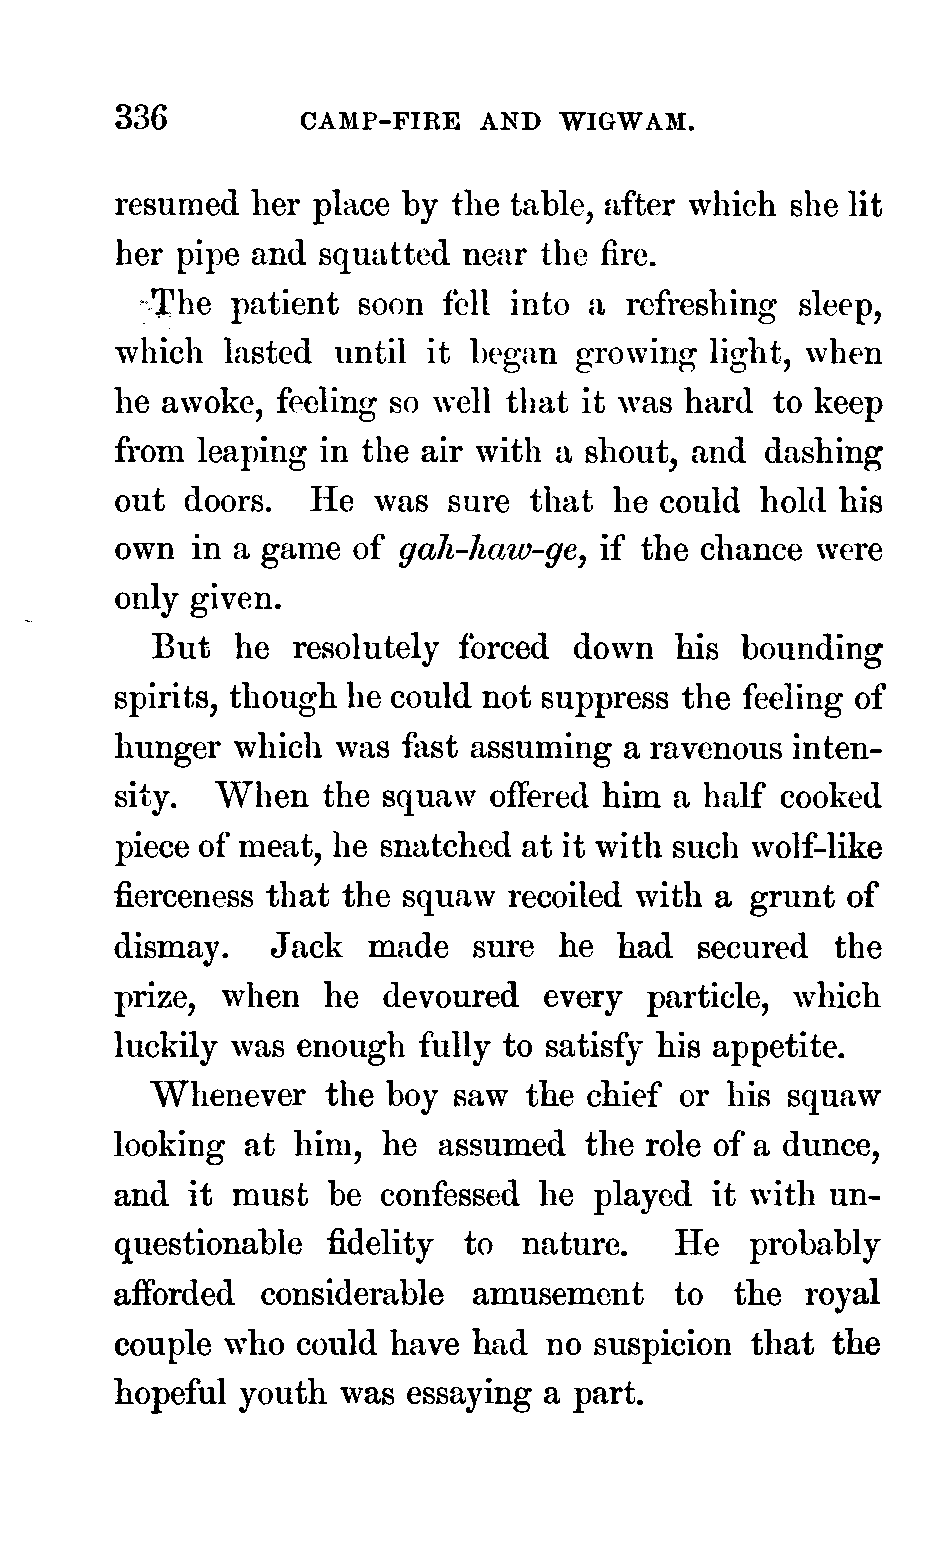 336 CAMP-FIRE AND WIGWAM.
resumed her place by the table, after which she lit
her pipe and squatted near the fire.
The patient soon fell into a refreshing sleep,
which lasted until it began growing light, when
he awoke, feeling so well that it was hard to keep
from leaping in the air with a shout, and dashing
out doors. He was sure that he could hold his
own in a game of gah-haw-ge, if the chance were
only given.
But he resolutely forced down his bounding
spirits, though he could not suppress the feeling of
hunger which was fast assuming a ravenous inten-
sity. When the squaw offered him a half cooked
piece of meat, he snatched at it with such wolf-like
fierceness that the squaw recoiled with a grunt of
dismay. Jack made sure he had secured the
prize, when he devoured every particle, which
luckily was enough fully to satisfy his appetite.
Whenever the boy saw the chief or his squaw
looking at him, he assumed the role of a dunce,
and it must be confessed he played it with un-
questionable fidelity to nature. He probably
afforded considerable amusement to the royal
couple who could have had no suspicion that the
hopeful youth was essaying a part.